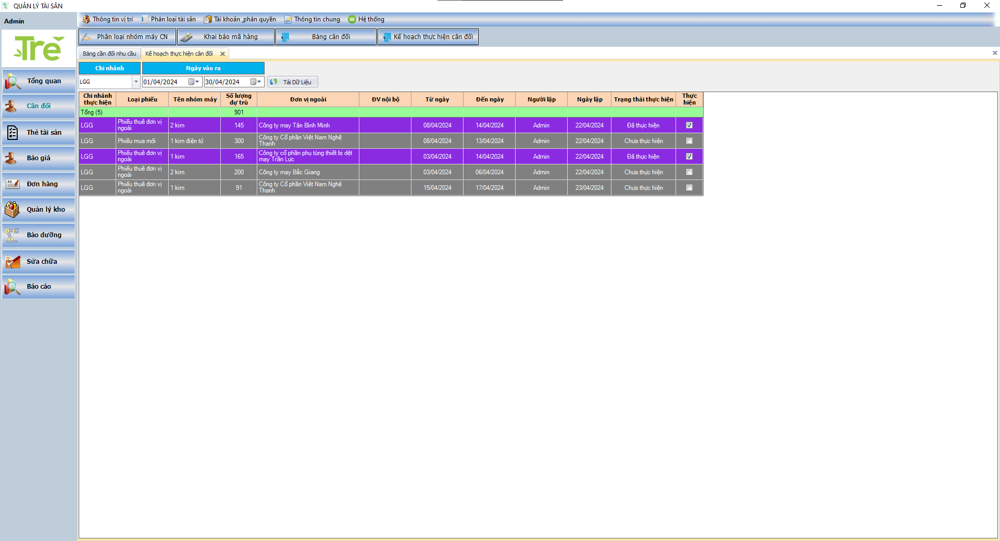 QUẢN LÝ TÀI SẢN
Admin
Thông tin vị trí
Phân loại tài sản
Tài khoản _phân quyền
Thông tin chung
Hệ thống
Phân loại nhóm máy CN
Khai báo mã hàng
Bảng cân đối
Kế hoạch thực hiện cân đối
Trẻ
Bảng cần đối nhu cầu
Kế hoạch thực hiện cân đối
Chi nhánh
Ngày vào ra
LGG
01/04/2024
30/04/2024
Tải Dữ Liệu
Tổng quan
Cân đối
Thẻ tài sản
Báo giá
Đơn hàng
Quản lý kho
Bảo dưỡng
Sửa chữa
Báo cáo
Chi nhánh
thực hiện
Loại phiếu
Tên nhóm máy
Số lượng
dự trù
Đơn vị ngoài
ĐV nội bộ
Từ ngày
Đến ngày
Người lập
Ngày lập
Trạng thái thực hiện
Thực
hiện
Tổng (5)
901
LGG
Phiếu thuê đơn vị
ngoài
2 kim
145
Công ty may Tân Bình Minh
08/04/2024
14/04/2024
Admin
22/04/2024
Đã thực hiện
LGG
Phiếu mua mới
1 kim điện tử
300
Công ty Cổ phần Việt Nam Nghệ
Thanh
08/04/2024
13/04/2024
Admin
22/04/2024
Chưa thực hiện
LGG
Phiếu thuê đơn vị
ngoài
1 kim
165
Công ty cổ phần phụ tùng thiết bị dệt
may Trần Lực
03/04/2024
14/04/2024
Admin
22/04/2024
Đã thực hiện
LGG
Phiếu thuê đơn vị
ngoài
2 kim
200
Công ty may Bắc Giang
03/04/2024
06/04/2024
Admin
22/04/2024
Chưa thực hiện
LGG
Phiếu thuê đơn vị
ngoài
1 kim
91
Công ty Cổ phần Việt Nam Nghệ
Thanh
15/04/2024
17/04/2024
Admin
23/04/2024
Chưa thực hiện